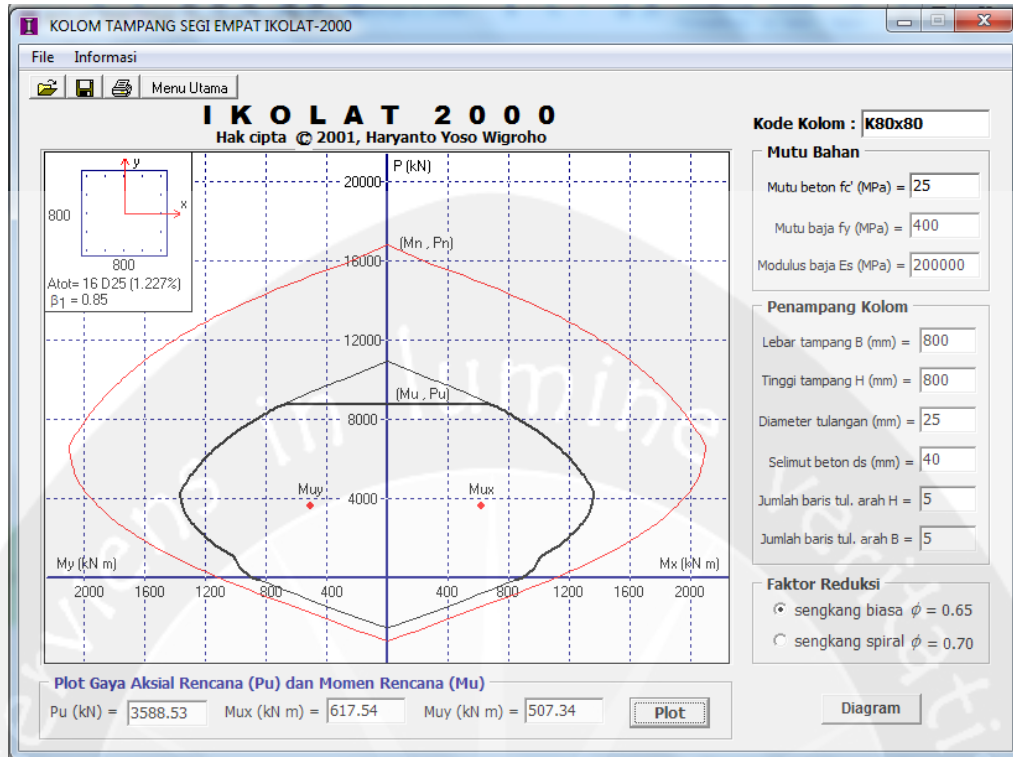 KOLOM TAMPANG SEGI EMPAT IKOLAT-2000
File Informasi
Menu Utama
I K O L A T 2 0 0 0
Hak cipta © 2001, Haryanto Yoso Wigroho
Kode Kolom : K80x80
Mutu Bahan
Mutu beton fc' (MPa) = 25
Mutu baja fy (MPa) = 400
Modulus baja Es (MPa) = 200000
Penampang Kolom
Lebar tampang B (mm) = 800
Tinggi tampang H (mm) = 800
Diameter tulangan (mm) = 25
Selimut beton ds (mm) = 40
Jumlah baris tul. arah H = 5
Jumlah baris tul. arah B = 5
Faktor Reduksi
sengkang biasa ϕ = 0.65
sengkang spiral ϕ = 0.70
Diagram
y
x
800
800
Atot= 16 D25 (1.227%)
β1 = 0.85
P (kN)
20000
(Mn , Pn)
16000
12000
(Mu , Pu)
8000
Muy Mux
4000
My (kN m) Mx (kN m)
2000 1600 1200 800 400 400 800 1200 1600 2000
Plot Gaya Aksial Rencana (Pu) dan Momen Rencana (Mu)
Pu (kN) = 3588.53 Mux (kN m) = 617.54 Muy (kN m) = 507.34 Plot
in lumine
serviens
veritatis